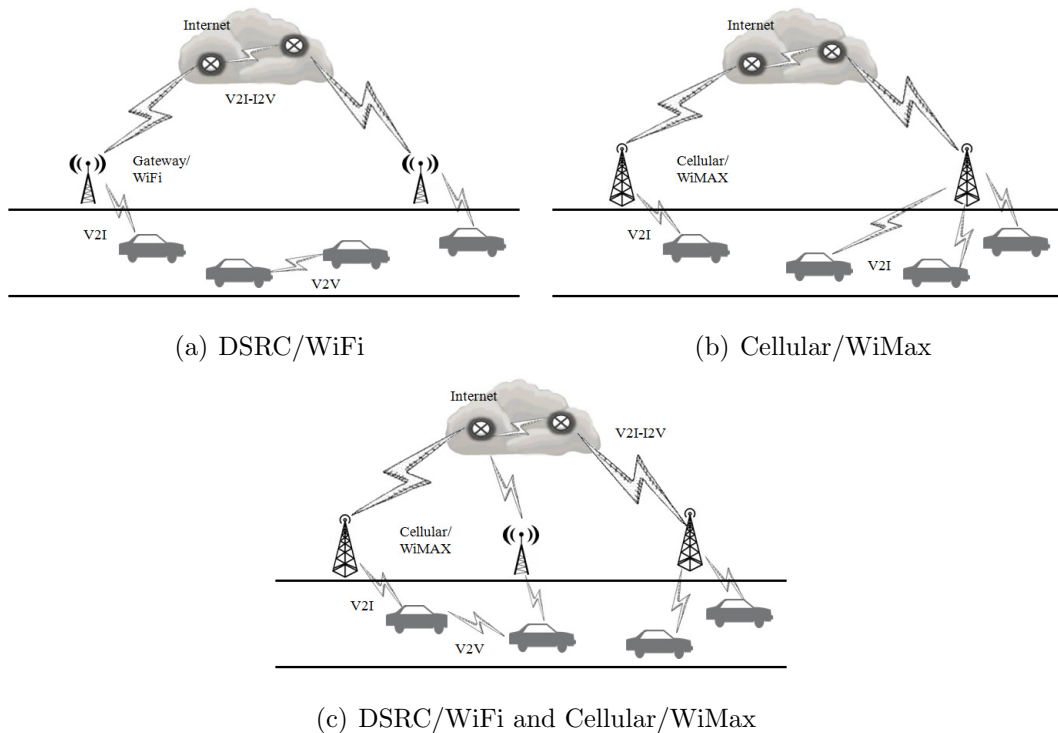 Internet
V2I-I2V
Gateway/
WiFi
V2I
V2V
(a) DSRC/WiFi
Internet
Cellular/
WiMAX
V2I
V2I
(b) Cellular/WiMax
Internet
V2I-I2V
Cellular/
WiMAX
V2I
V2V
(c) DSRC/WiFi and Cellular/WiMax